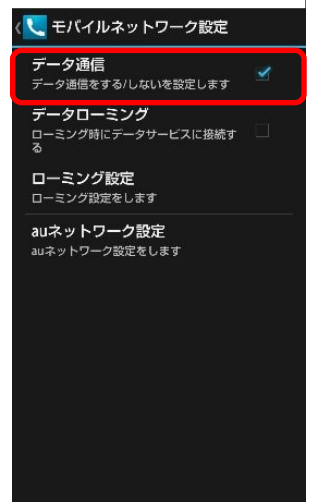 モバイルネットワーク設定
データ通信
データ通信をする/しないを設定します
データローミング
ローミング時にデータサービスに接続す
る
ローミング設定
ローミング設定をします
auネットワーク設定
auネットワーク設定をします